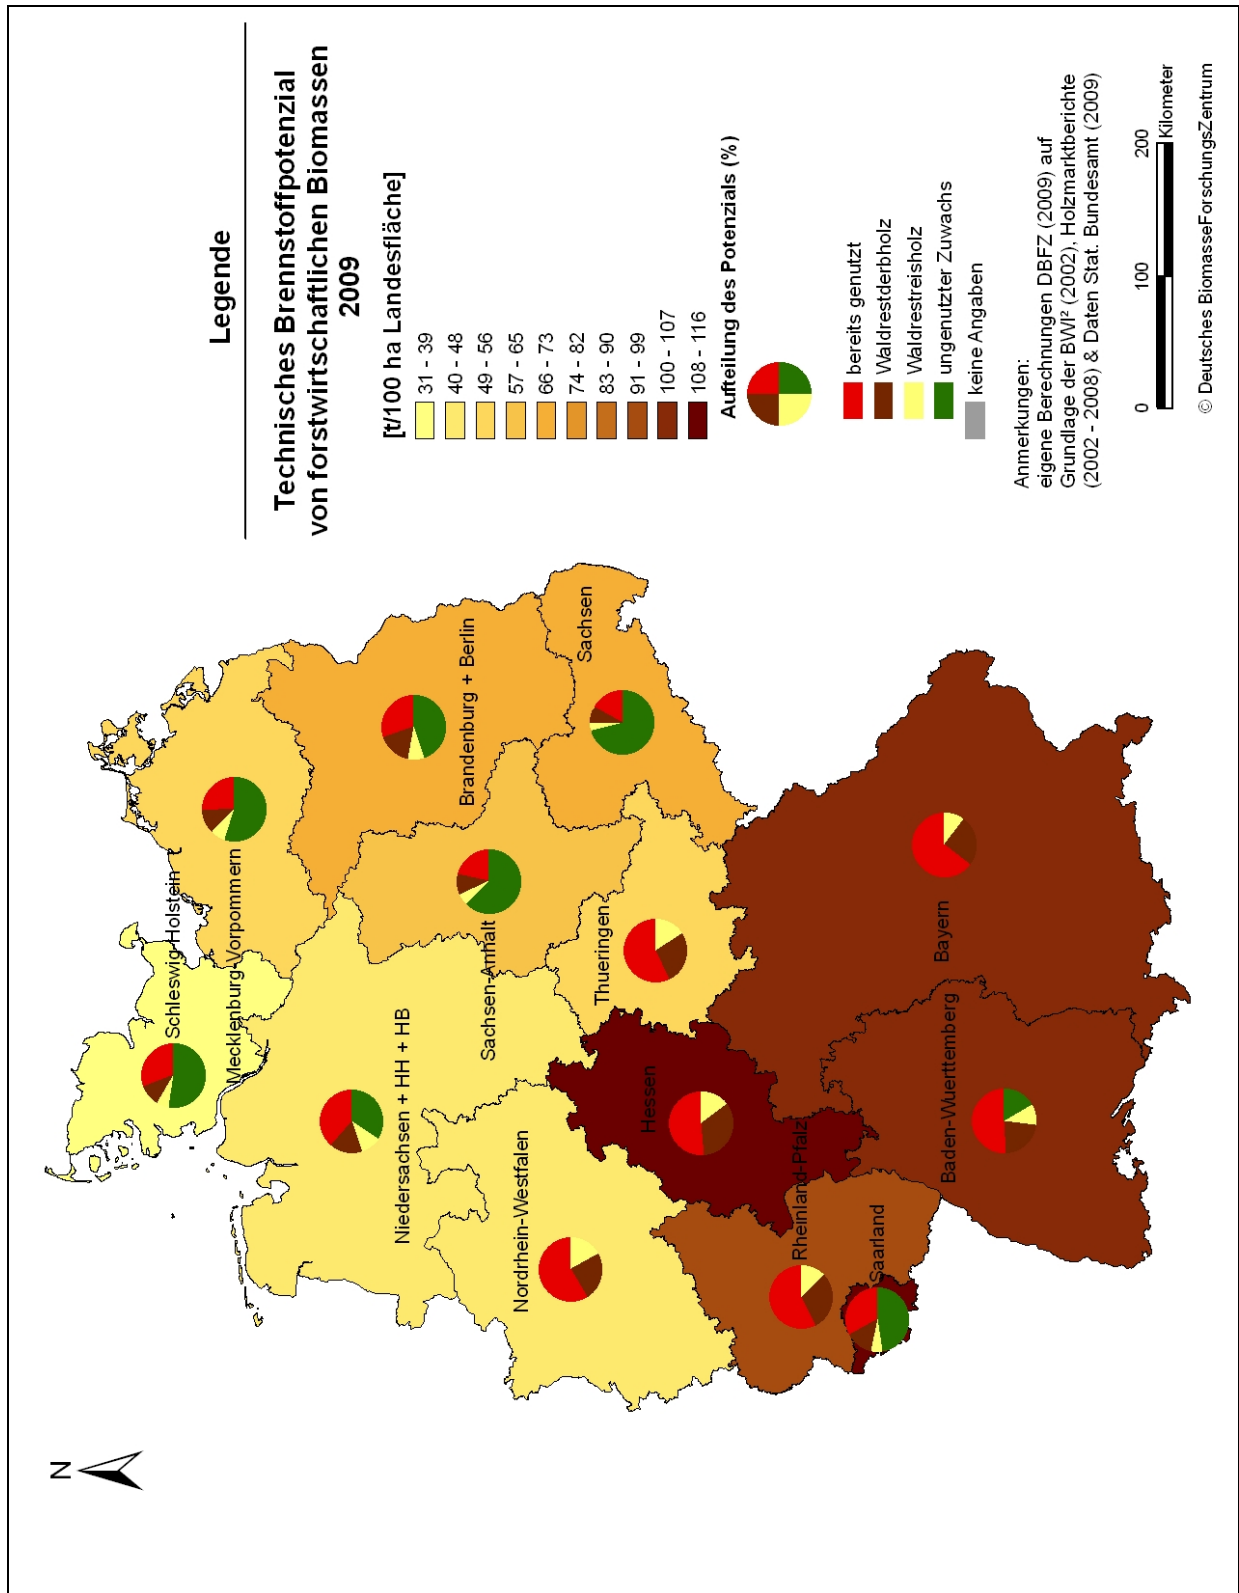 Legende
Technisches Brennstoffpotenzial
von forstwirtschaftlichen Biomassen
2009
[t/100 ha Landesfläche]
31 - 39
40 - 48
49 - 56
57 - 65
66 - 73
74 - 82
83 - 90
91 - 99
100 - 107
108 - 116
Aufteilung des Potenzials (%)
bereits genutzt
Waldrestderbholz
Waldrestreisholz
ungenutzter Zuwachs
keine Angaben
Anmerkungen:
eigene Berechnungen DBFZ (2009) auf
Grundlage der BWI² (2002), Holzmarktberichte
(2002 - 2008) & Daten Stat. Bundesamt (2009)
0 100 200
Kilometer
© Deutsches BiomasseForschungsZentrum
N
Schleswig-Holstein
Mecklenburg-Vorpommern
Niedersachsen + HH + HB
Brandenburg + Berlin
Sachsen-Anhalt
Nordrhein-Westfalen
Sachsen
Thueringen
Hessen
Rheinland-Pfalz
Saarland
Bayern
Baden-Wuerttemberg